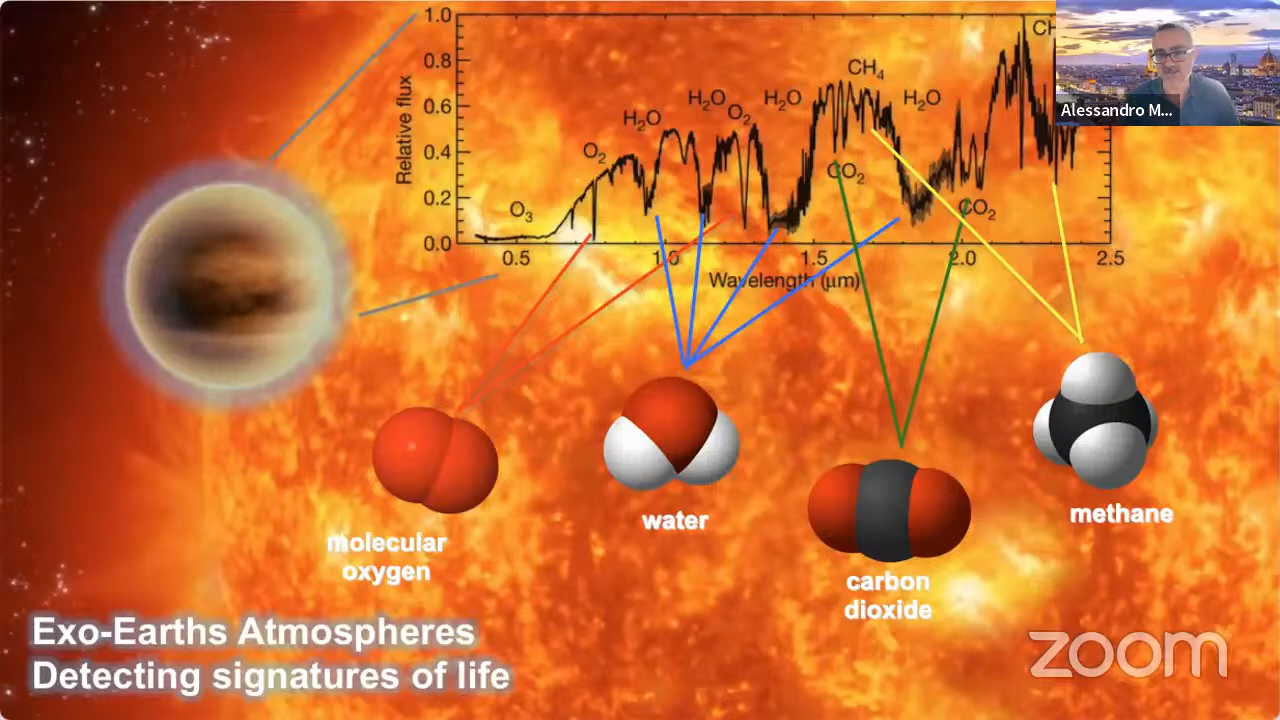 1.0
0.8
0.6
0.4
0.2
0.0
Relative flux
O3
O2
H2O
H2O
O2
H2O
CH4
CO2
H2O
CO2
CH
0.5
1.0
1.5
2.0
2.5
Wavelength (μm)
Alessandro M...
molecular
oxygen
water
carbon
dioxide
methane
Exo-Earths Atmospheres
Detecting signatures of life
zoom